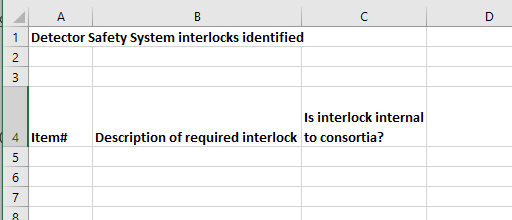 A B C D
1 Detector Safety System interlocks identified
2
3
Is interlock internal
4 Item# Description of required interlock to consortia?
5
6
7
8